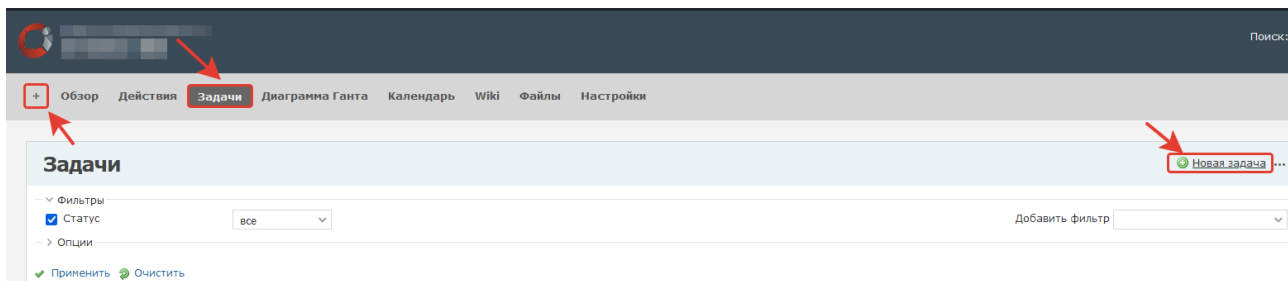 Поиск:
+ Обзор Действия Задачи Диаграмма Ганта Календарь Wiki Файлы Настройки
Задачи
Новая задача ...
Фильтры
Статус все Добавить фильтр
Опции
Применить Очистить